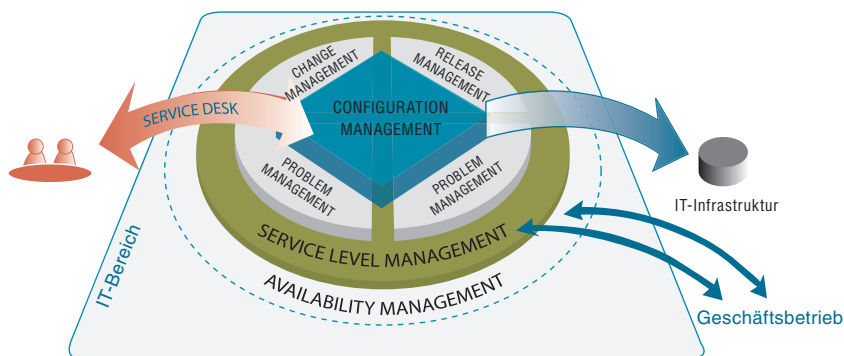 CHANGE
MANAGEMENT
RELEASE
MANAGEMENT
SERVICE DESK
CONFIGURATION
MANAGEMENT
PROBLEM
MANAGEMENT
PROBLEM
MANAGEMENT
IT-Infrastruktur
SERVICE LEVEL MANAGEMENT
AVAILABILITY MANAGEMENT
IT-Bereich
Geschäftsbetrieb